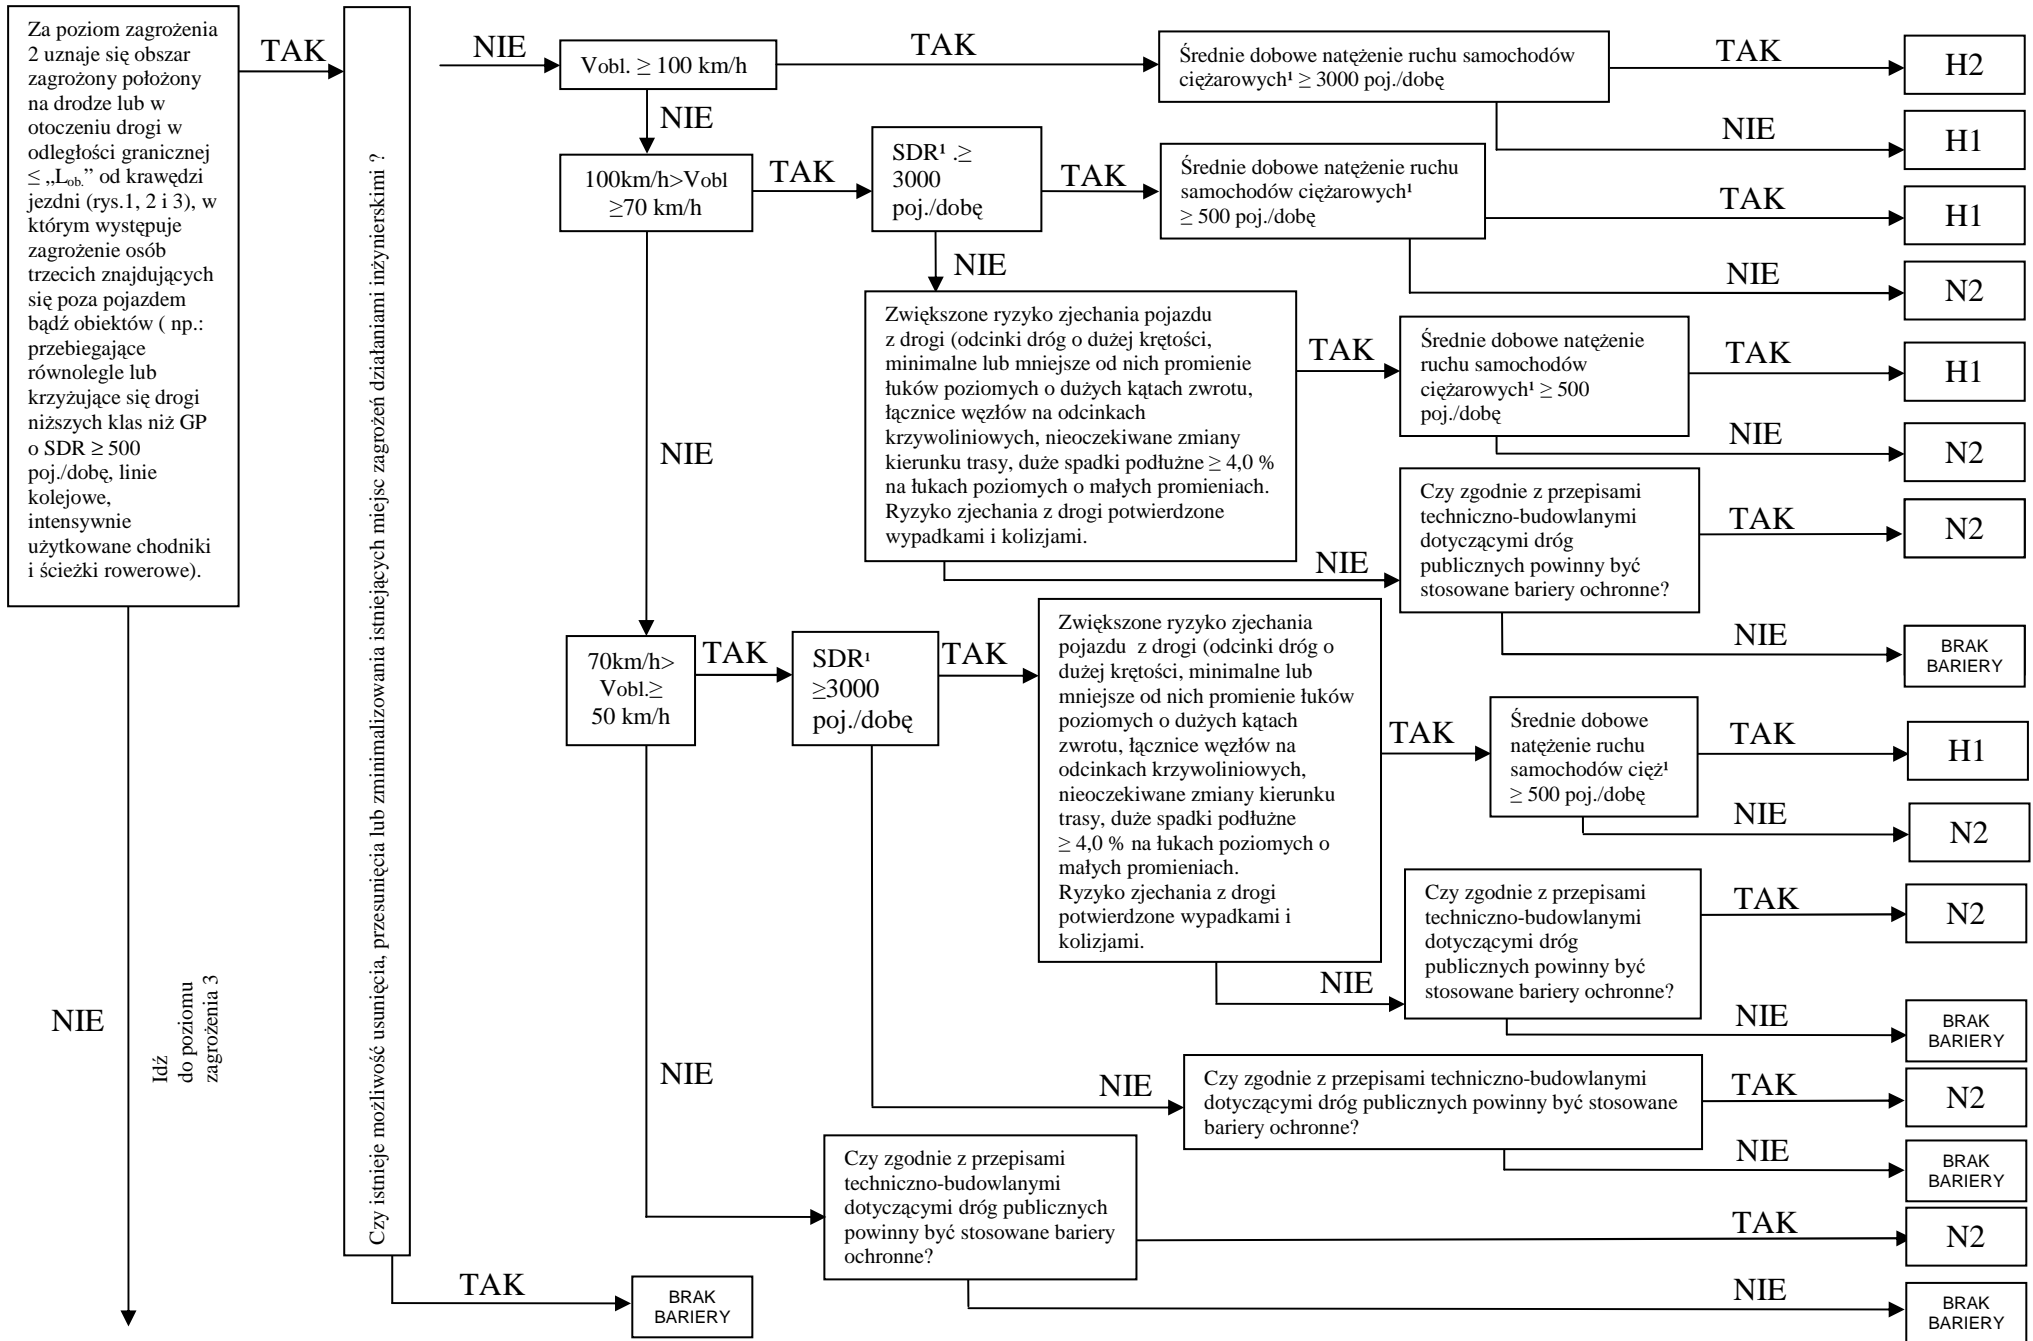 Za poziom zagrożenia
2 uznaje się obszar
zagrożony położony
na drodze lub w
otoczeniu drogi w
odległości granicznej
≤ „Lob.” od krawędzi
jezdni (rys.1, 2 i 3), w
którym występuje
zagrożenie osób
trzecich znajdujących
się poza pojazdem
bądź obiektów ( np.:
przebiegające
równolegle lub
krzyżujące się drogi
niższych klas niż GP
o SDR ≥ 500
poj./dobę, linie
kolejowe,
intensywnie
użytkowane chodniki
i ścieżki rowerowe).
TAK
NIE
Idź
do poziomu
zagrożenia 3
Czy istnieje możliwość usunięcia, przesunięcia lub zminimalizowania istniejących miejsc zagrożeń działaniami inżynierskimi ?
TAK
BRAK
BARIERY
NIE
Vobl. ≥ 100 km/h
TAK
Średnie dobowe natężenie ruchu samochodów
ciężarowych¹ ≥ 3000 poj./dobę
TAK
H2
NIE
H1
NIE
100km/h>Vobl
≥70 km/h
TAK
SDR¹ .≥
3000
poj./dobę
TAK
Średnie dobowe natężenie ruchu
samochodów ciężarowych¹
≥ 500 poj./dobę
TAK
H1
NIE
N2
NIE
Zwiększone ryzyko zjechania pojazdu
z drogi (odcinki dróg o dużej krętości,
minimalne lub mniejsze od nich promienie
łuków poziomych o dużych kątach zwrotu,
łącznice węzłów na odcinkach
krzywoliniowych, nieoczekiwane zmiany
kierunku trasy, duże spadki podłużne ≥ 4,0 %
na łukach poziomych o małych promieniach.
Ryzyko zjechania z drogi potwierdzone
wypadkami i kolizjami.
TAK
Średnie dobowe natężenie
ruchu samochodów
ciężarowych¹ ≥ 500
poj./dobę
TAK
H1
NIE
N2
NIE
Czy zgodnie z przepisami
techniczno-budowlanymi
dotyczącymi dróg
publicznych powinny być
stosowane bariery ochronne?
TAK
N2
NIE
BRAK
BARIERY
NIE
70km/h>
Vobl.≥
50 km/h
TAK
SDR¹
≥3000
poj./dobę
TAK
Zwiększone ryzyko zjechania
pojazdu z drogi (odcinki dróg o
dużej krętości, minimalne lub
mniejsze od nich promienie łuków
poziomych o dużych kątach
zwrotu, łącznice węzłów na
odcinkach krzywoliniowych,
nieoczekiwane zmiany kierunku
trasy, duże spadki podłużne
≥ 4,0 % na łukach poziomych o
małych promieniach.
Ryzyko zjechania z drogi
potwierdzone wypadkami i
kolizjami.
TAK
Średnie dobowe
natężenie ruchu
samochodów cięż¹
≥ 500 poj./dobę
TAK
H1
NIE
N2
NIE
Czy zgodnie z przepisami
techniczno-budowlanymi
dotyczącymi dróg
publicznych powinny być
stosowane bariery ochronne?
TAK
N2
NIE
BRAK
BARIERY
NIE
Czy zgodnie z przepisami techniczno-budowlanymi
dotyczącymi dróg publicznych powinny być stosowane
bariery ochronne?
TAK
N2
NIE
BRAK
BARIERY
NIE
Czy zgodnie z przepisami
techniczno-budowlanymi
dotyczącymi dróg publicznych
powinny być stosowane bariery
ochronne?
TAK
N2
NIE
BRAK
BARIERY